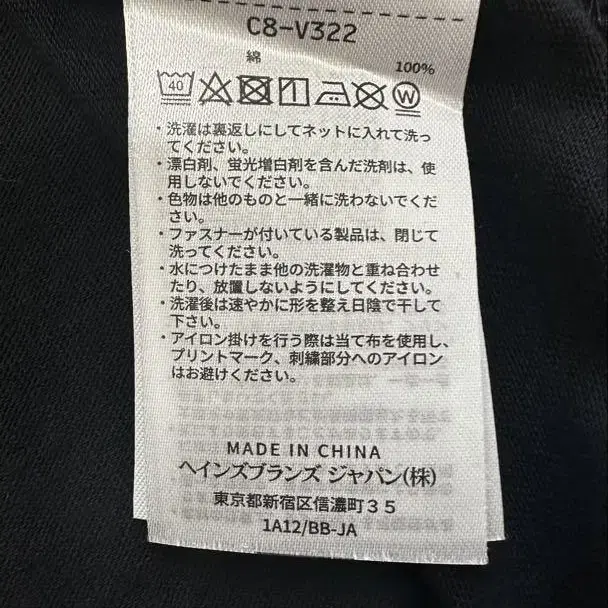 C8-V322
綿
100%
40
W
・洗濯は裏返しにしてネットに入れて洗っ
てください。
・漂白剤、蛍光増白剤を含んだ洗剤は、使
用しないでください。
・色物は他のものと一緒に洗わないでくだ
さい。
・ファスナーが付いている製品は、閉じて
洗ってください。
・水につけたまま他の洗濯物と重ね合わせ
たり、放置しないようにしてください。
・洗濯後は速やかに形を整え日陰で干して
下さい。
・アイロン掛けを行う際は当て布を使用し、
プリントマーク、刺繍部分へのアイロン
はお避けください。
MADE IN CHINA
ヘインズブランズ ジャパン(株)
東京都新宿区信濃町３５
1A12/BB-JA